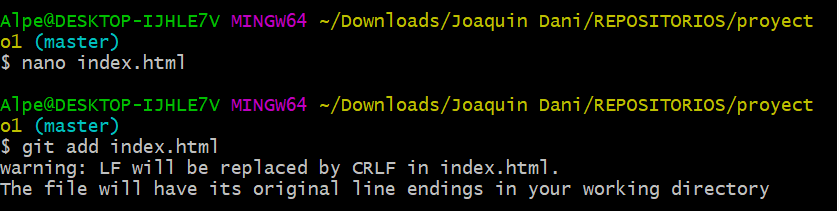 Alpe@DESKTOP-IJHLE7V MINGW64 ~/Downloads/Joaquin Dani/REPOSITORIOS/proyect
o1 (master)
$ nano index.html
Alpe@DESKTOP-IJHLE7V MINGW64 ~/Downloads/Joaquin Dani/REPOSITORIOS/proyect
o1 (master)
$ git add index.html
warning: LF will be replaced by CRLF in index.html.
The file will have its original line endings in your working directory